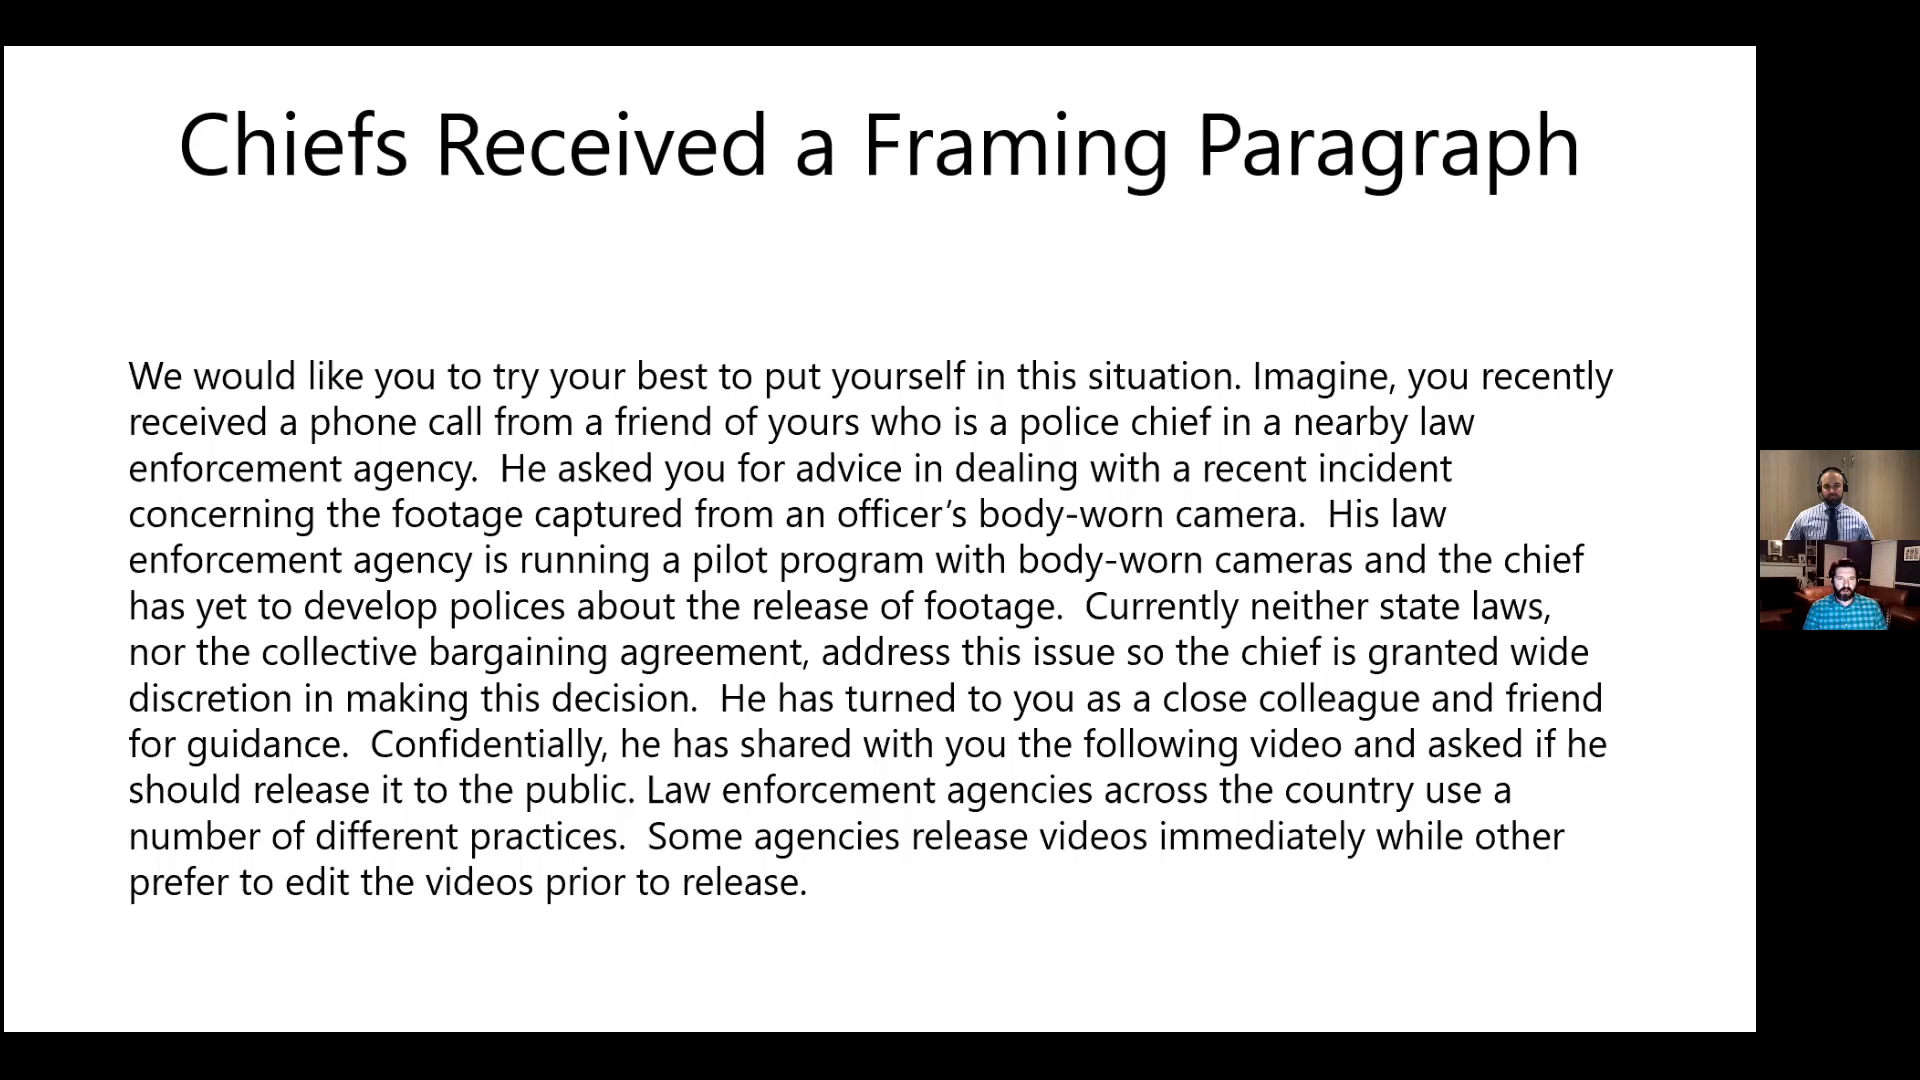 Chiefs Received a Framing Paragraph
We would like you to try your best to put yourself in this situation. Imagine, you recently
received a phone call from a friend of yours who is a police chief in a nearby law
enforcement agency.  He asked you for advice in dealing with a recent incident
concerning the footage captured from an officer’s body-worn camera.  His law
enforcement agency is running a pilot program with body-worn cameras and the chief
has yet to develop polices about the release of footage.  Currently neither state laws,
nor the collective bargaining agreement, address this issue so the chief is granted wide
discretion in making this decision.  He has turned to you as a close colleague and friend
for guidance.  Confidentially, he has shared with you the following video and asked if he
should release it to the public. Law enforcement agencies across the country use a
number of different practices.  Some agencies release videos immediately while other
prefer to edit the videos prior to release.